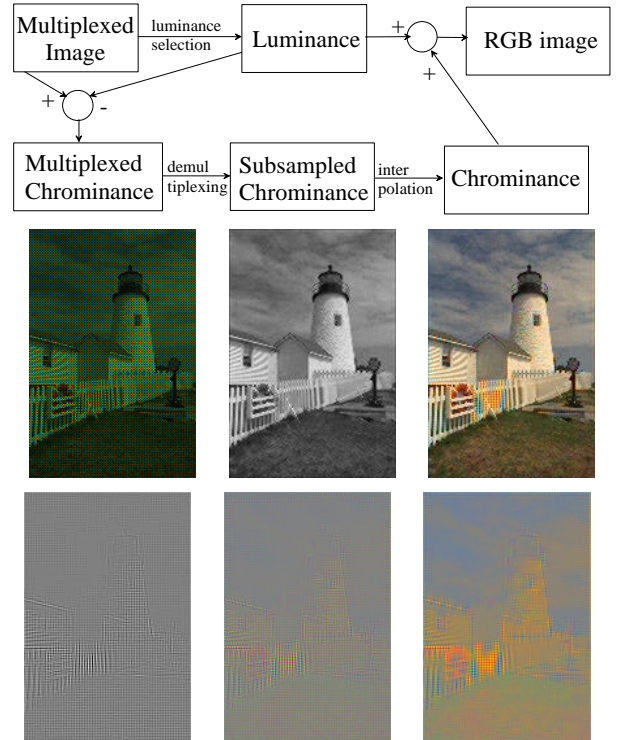 Multiplexed
Image
luminance
selection
Luminance
+
RGB image
+
+
-
Multiplexed
Chrominance
demul
tiplexing
Subsampled
Chrominance
inter
polation
Chrominance